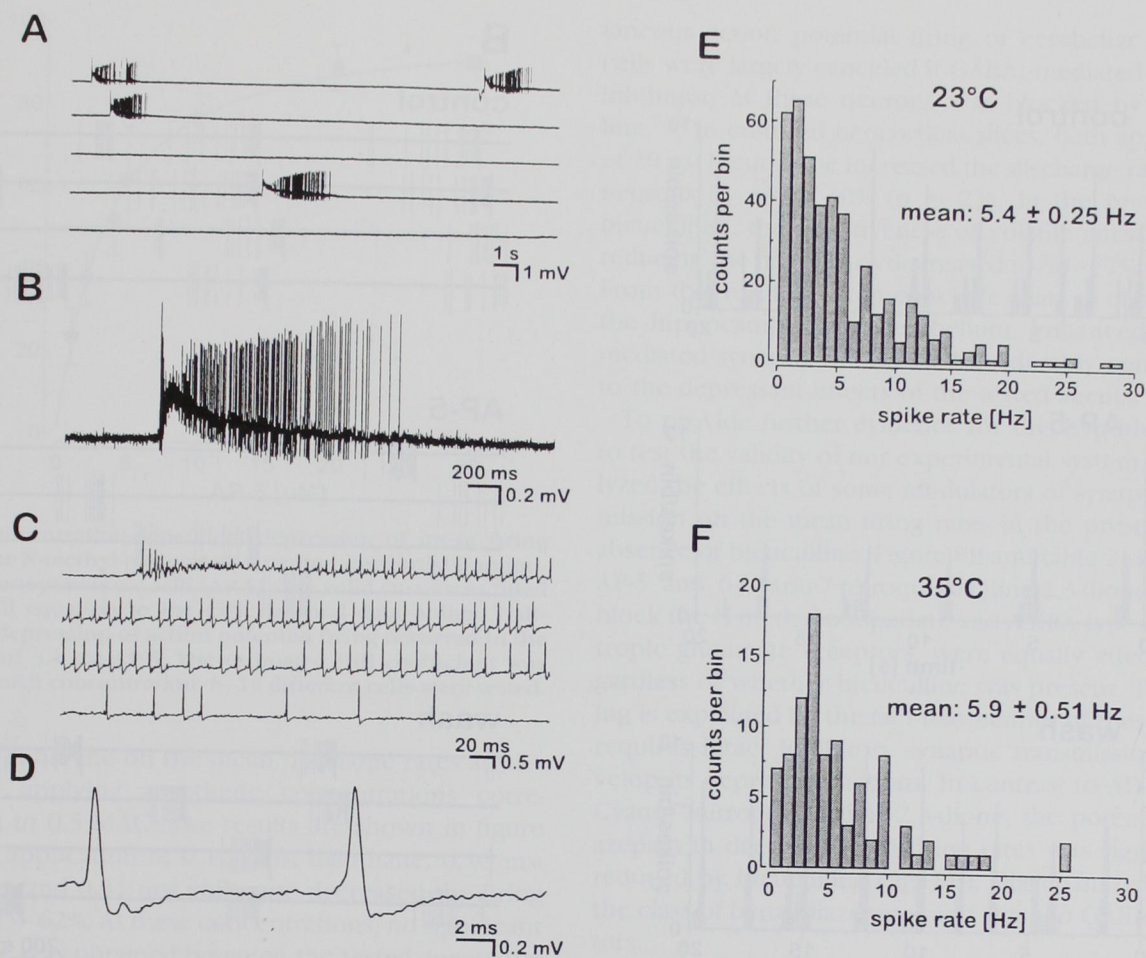 A
1 s
1 mV
B
200 ms
0.2 mV
C
20 ms
0.5 mV
D
2 ms
0.2 mV
E
23°C
counts per bin
60
40
20
0
mean: 5.4 ± 0.25 Hz
0 5 10 15 20 25 30
spike rate [Hz]
F
35°C
counts per bin
20
15
10
5
0
mean: 5.9 ± 0.51 Hz
0 5 10 15 20 25 30
spike rate [Hz]